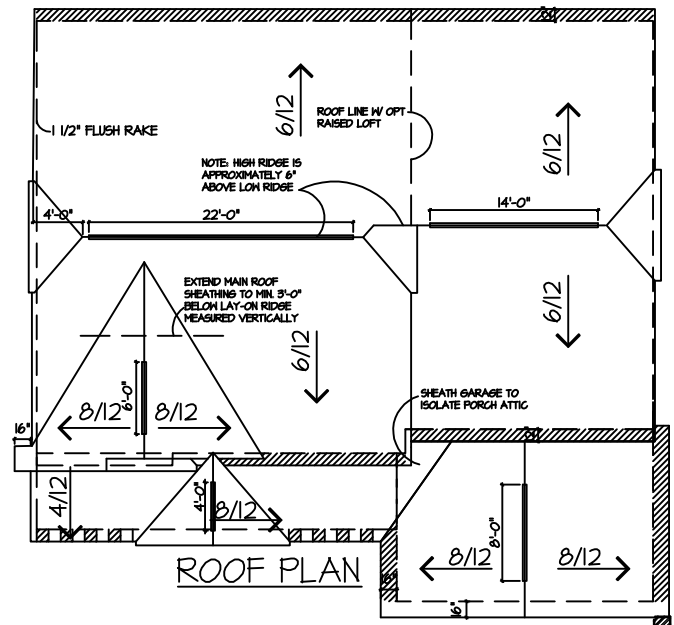 12"
6/12
ROOF LINE W/ OPT
RAISED LOFT
6/12
1 1/2" FLUSH RAKE
NOTE: HIGH RIDGE IS
APPROXIMATELY 6"
ABOVE LOW RIDGE
4'-0"
22'-0"
14'-0"
EXTEND MAIN ROOF
SHEATHING TO MIN. 3'-0"
BELOW LAY-ON RIDGE
MEASURED VERTICALLY
6/12
6/12
6'-0"
8/12
8/12
SHEATH GARAGE TO
ISOLATE PORCH ATTIC
16"
12"
4/12
4'-0"
8/12
8'-0"
8/12
8/12
ROOF PLAN
16"
16"